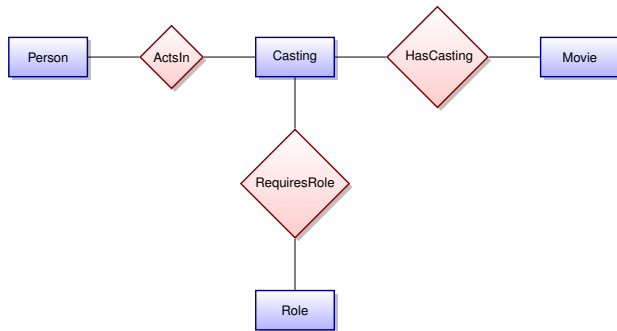 Person
ActsIn
Casting
HasCasting
Movie
RequiresRole
Role